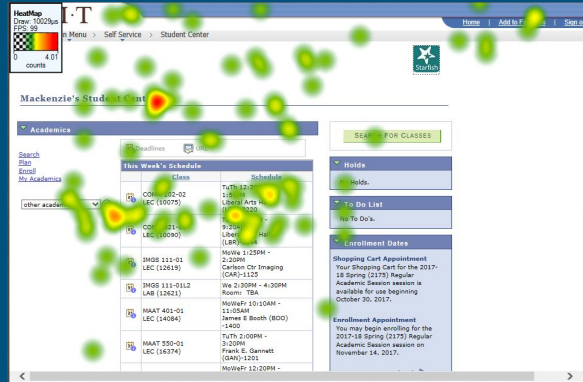 HeatMap
Draw: 10029µs
FPS: 99
0 4.01
counts
I·T
Home | Add to | Sign o
n Menu > Self Service > Student Center
Starfish
Mackenzie's Student Cent
Academics
Search
Plan
Enroll
My Academics
other academ
Deadlines
This Week's Schedule
Class Schedule
LEC (10075)
Liberal Arts
LEC (10090)
IMGS 111-01
LEC (12619)
MoWe 1:25PM -
2:20PM
Carlson Ctr Imaging
(CAR)-1125
IMGS 111-01L2
LAB (12621)
We 2:30PM - 4:30PM
Room: TBA
MAAT 401-01
LEC (14084)
MoWeFr 10:10AM -
11:05AM
James E Booth (BOO)
-1400
MAAT 550-01
LEC (16374)
TuTh 2:00PM -
3:20PM
Frank E. Gannett
(GAN)-1201
MoWeFr 12:20PM -
SEARCH FOR CLASSES
Holds
Holds.
To Do List
No To Do's.
Enrollment Dates
Shopping Cart Appointment
Your Shopping Cart for the 2017-
18 Spring (2175) Regular
Academic Session session is
available for use beginning
October 30, 2017.
Enrollment Appointment
You may begin enrolling for the
2017-18 Spring (2175) Regular
Academic Session session on
November 14, 2017.